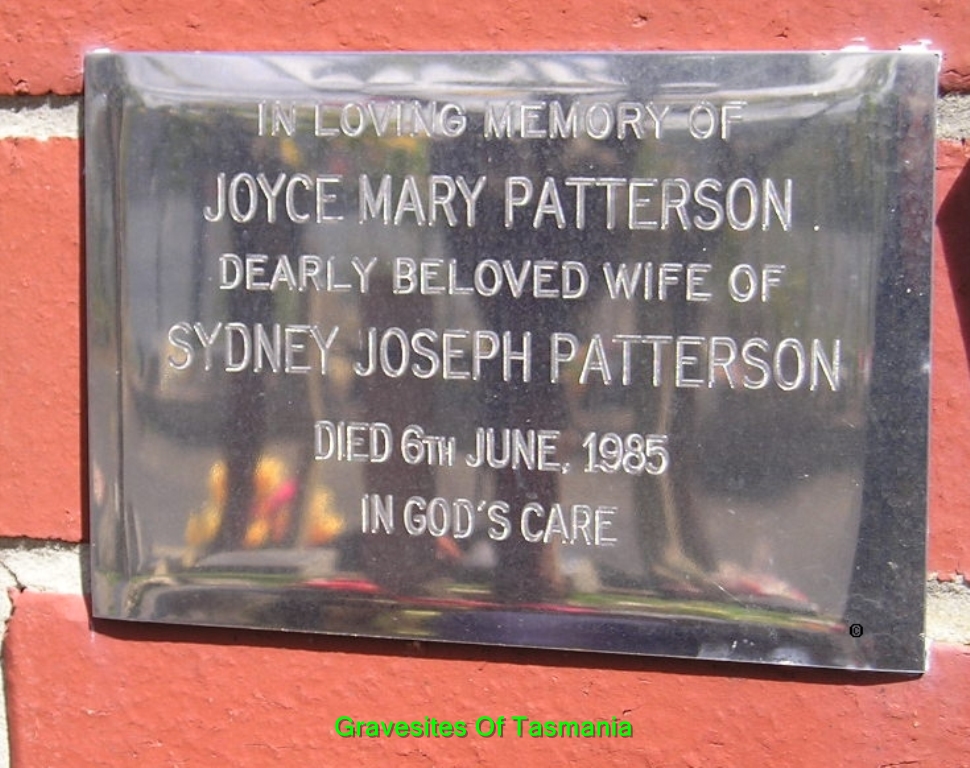 IN LOVING MEMORY OF
JOYCE MARY PATTERSON
DEARLY BELOVED WIFE OF
SYDNEY JOSEPH PATTERSON
DIED 6TH JUNE, 1985
IN GOD'S CARE
©
Gravesites Of Tasmania